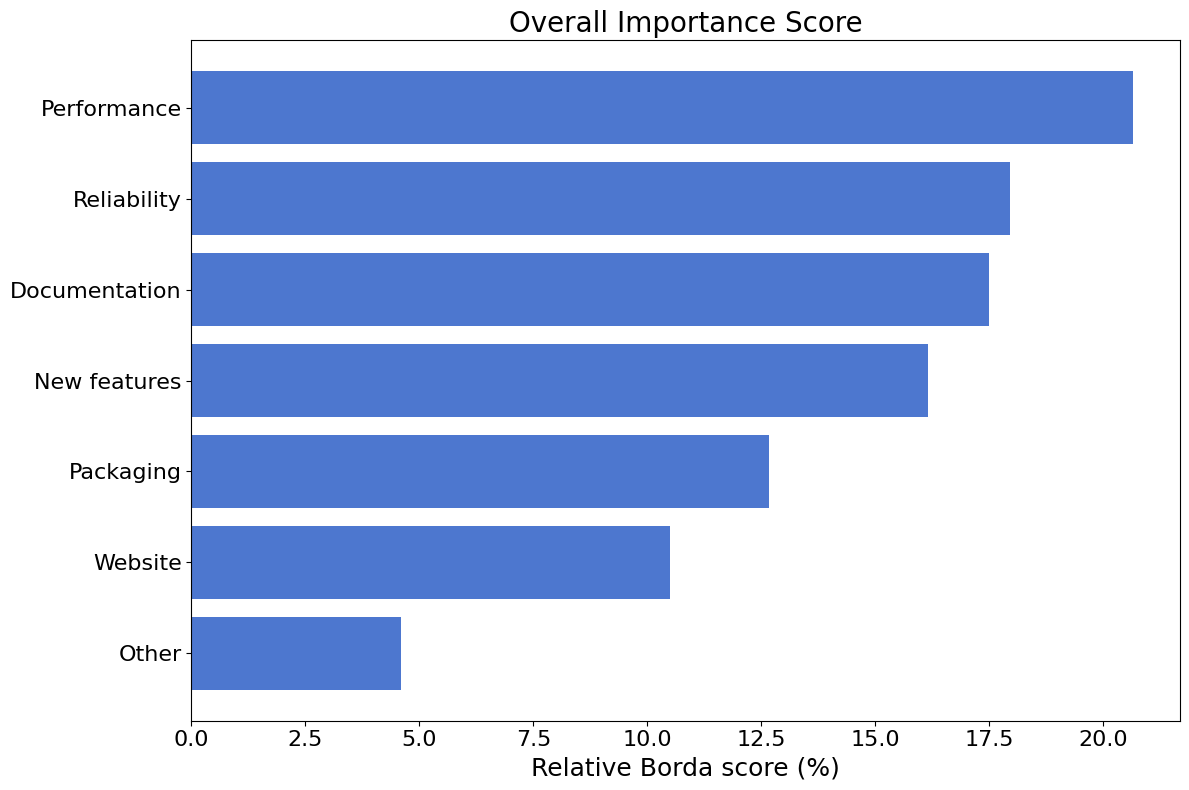 Overall Importance Score
Performance
Reliability
Documentation
New features
Packaging
Website
Other
0.0 2.5 5.0 7.5 10.0 12.5 15.0 17.5 20.0
Relative Borda score (%)